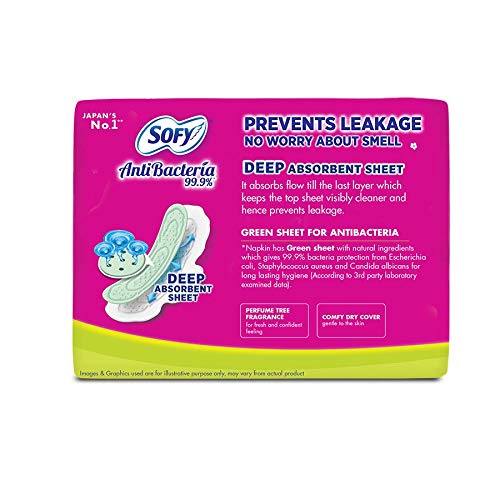 JAPAN'S
No.1**
SOFY
AntiBacteria
99.9%
DEEP
ABSORBENT
SHEET
PREVENTS LEAKAGE
NO WORRY ABOUT SMELL
DEEP ABSORBENT SHEET
It absorbs flow till the last layer which
keeps the top sheet visibly cleaner and
hence prevents leakage.
GREEN SHEET FOR ANTIBACTERIA
*Napkin has Green sheet with natural ingredients
which gives 99.9% bacteria protection from Escherichia
coli, Staphylococcus aureus and Candida albicans for
long lasting hygiene (According to 3rd party laboratory
examined data).
PERFUME TREE
FRAGRANCE
for fresh and confident
feeling
COMFY DRY COVER
gentle to the skin
Images & Graphics used are for illustrative purpose only, may vary from actual product